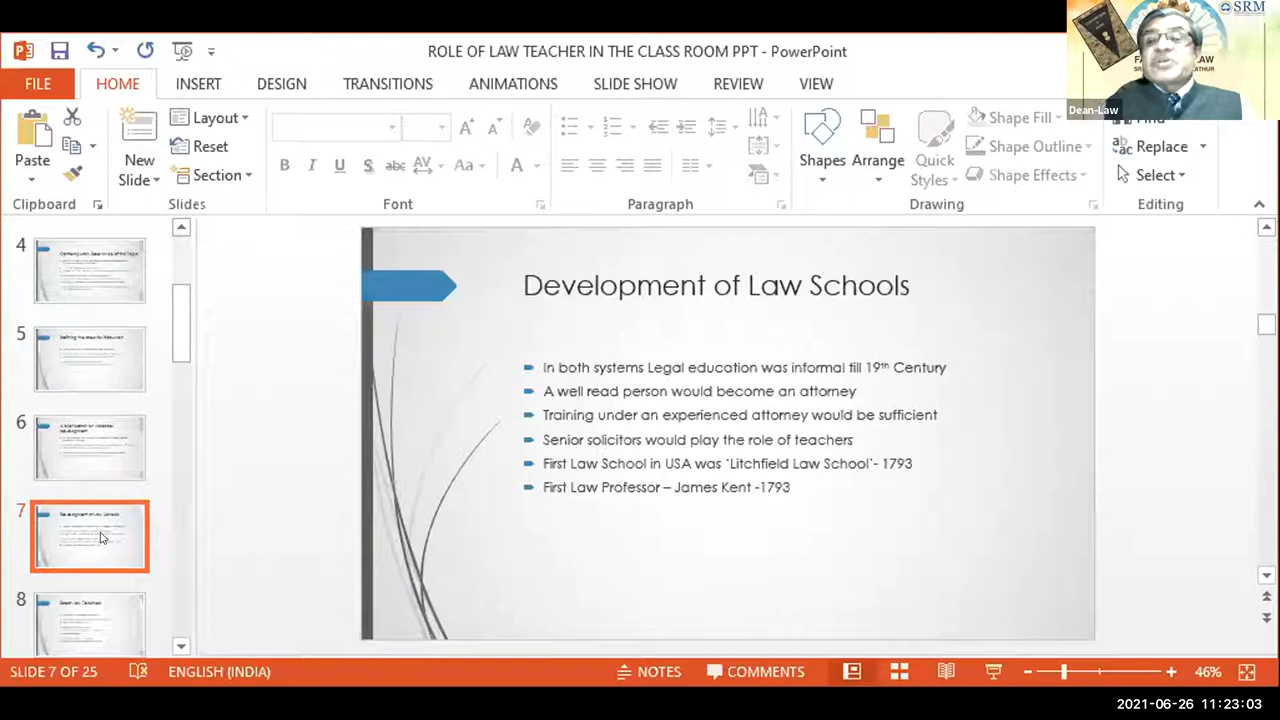 ROLE OF LAW TEACHER IN THE CLASS ROOM PPT - PowerPoint
SRM
Dean-Law
FILE HOME INSERT DESIGN TRANSITIONS ANIMATIONS SLIDE SHOW REVIEW VIEW
Paste
New
Slide
Layout
Reset
Section
B I U S abc AV Aa A
Shapes
Arrange
Quick
Styles
Shape Fill
Shape Outline
Shape Effects
Find
Replace
Select
Clipboard Slides Font Paragraph Drawing Editing
4
5
6
7
8
Development of Law Schools
In both systems Legal education was informal till 19th Century
A well read person would become an attorney
Training under an experienced attorney would be sufficient
Senior solicitors would play the role of teachers
First Law School in USA was 'Litchfield Law School'- 1793
First Law Professor – James Kent -1793
SLIDE 7 OF 25 ENGLISH (INDIA) NOTES COMMENTS 46%
2021-06-26 11:23:03